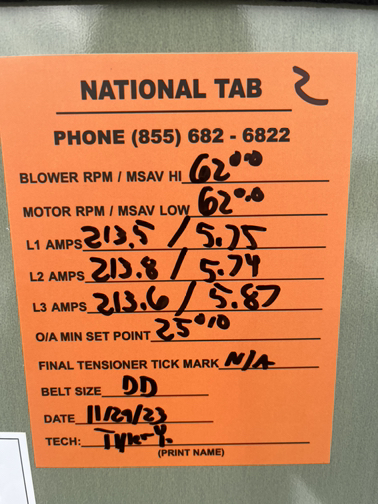 NATIONAL TAB 2
PHONE (855) 682 - 6822
BLOWER RPM / MSAV HI 62%
MOTOR RPM / MSAV LOW 62%
L1 AMPS 213.5 / 5.75
L2 AMPS 213.8 / 5.74
L3 AMPS 213.6 / 5.87
O/A MIN SET POINT 25%
FINAL TENSIONER TICK MARK N/A
BELT SIZE DD
DATE 11/29/23
TECH: Tyler Y.
(PRINT NAME)